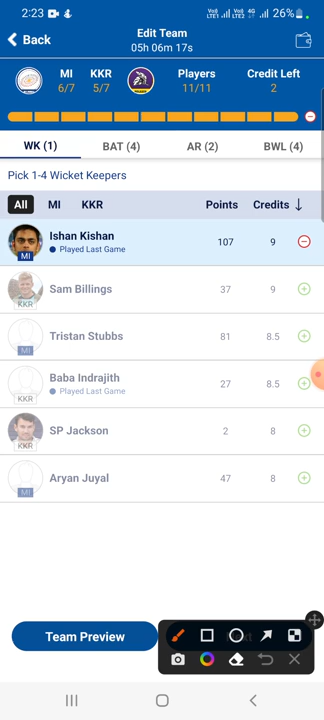 2:23 26%
Edit Team
Back
05h 06m 17s
MI KKR Players Credit Left
6/7 5/7 11/11 2
WK (1) BAT (4) AR (2) BWL (4)
Pick 1-4 Wicket Keepers
All MI KKR Points Credits ↓
Ishan Kishan
Played Last Game
107 9
MI
Sam Billings 37 9
KKR
Tristan Stubbs 81 8.5
MI
Baba Indrajith
Played Last Game
27 8.5
KKR
SP Jackson 2 8
KKR
Aryan Juyal 47 8
MI
Team Preview